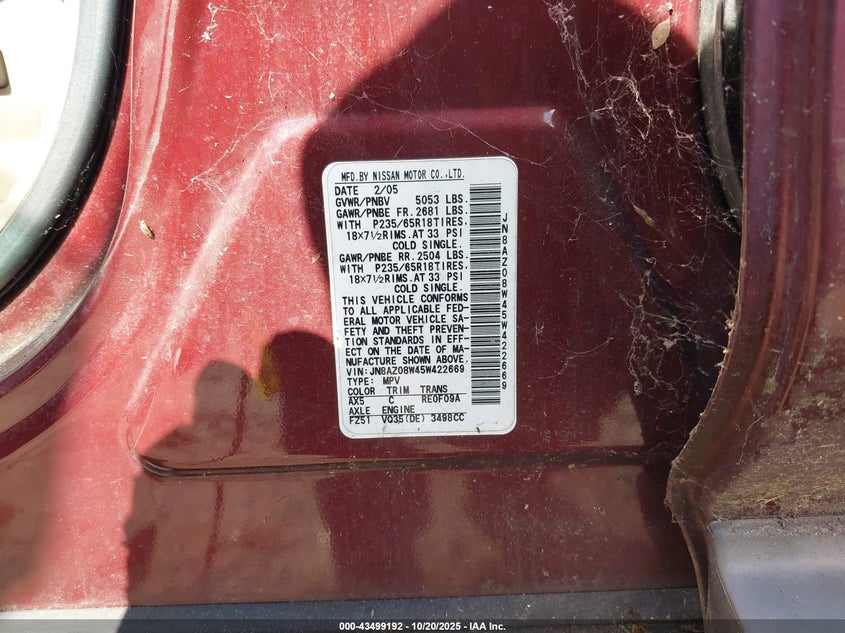 MFD.BY NISSAN MOTOR CO.,LTD.
DATE 2/05
GVWR/PNBV 5053 LBS.
GAWR/PNBE FR. 2681 LBS.
WITH P235/65R18TIRES.
18×7½RIMS.AT 33 PSI
COLD SINGLE.
GAWR/PNBE RR. 2504 LBS.
WITH P235/65R18TIRES.
18×7½RIMS.AT 33 PSI
COLD SINGLE.
THIS VEHICLE CONFORMS
TO ALL APPLICABLE FED-
ERAL MOTOR VEHICLE SA-
FETY AND THEFT PREVEN-
TION STANDARDS IN EFF-
ECT ON THE DATE OF MA-
NUFACTURE SHOWN ABOVE.
VIN: JN8AZ08W45W422669
TYPE: MPV
COLOR TRIM TRANS
AX5 C RE0F09A
AXLE ENGINE
FZ51 VQ35(DE) 3498CC
JN8AZ08W45W422669
000-43499192 - 10/20/2025 - IAA Inc.